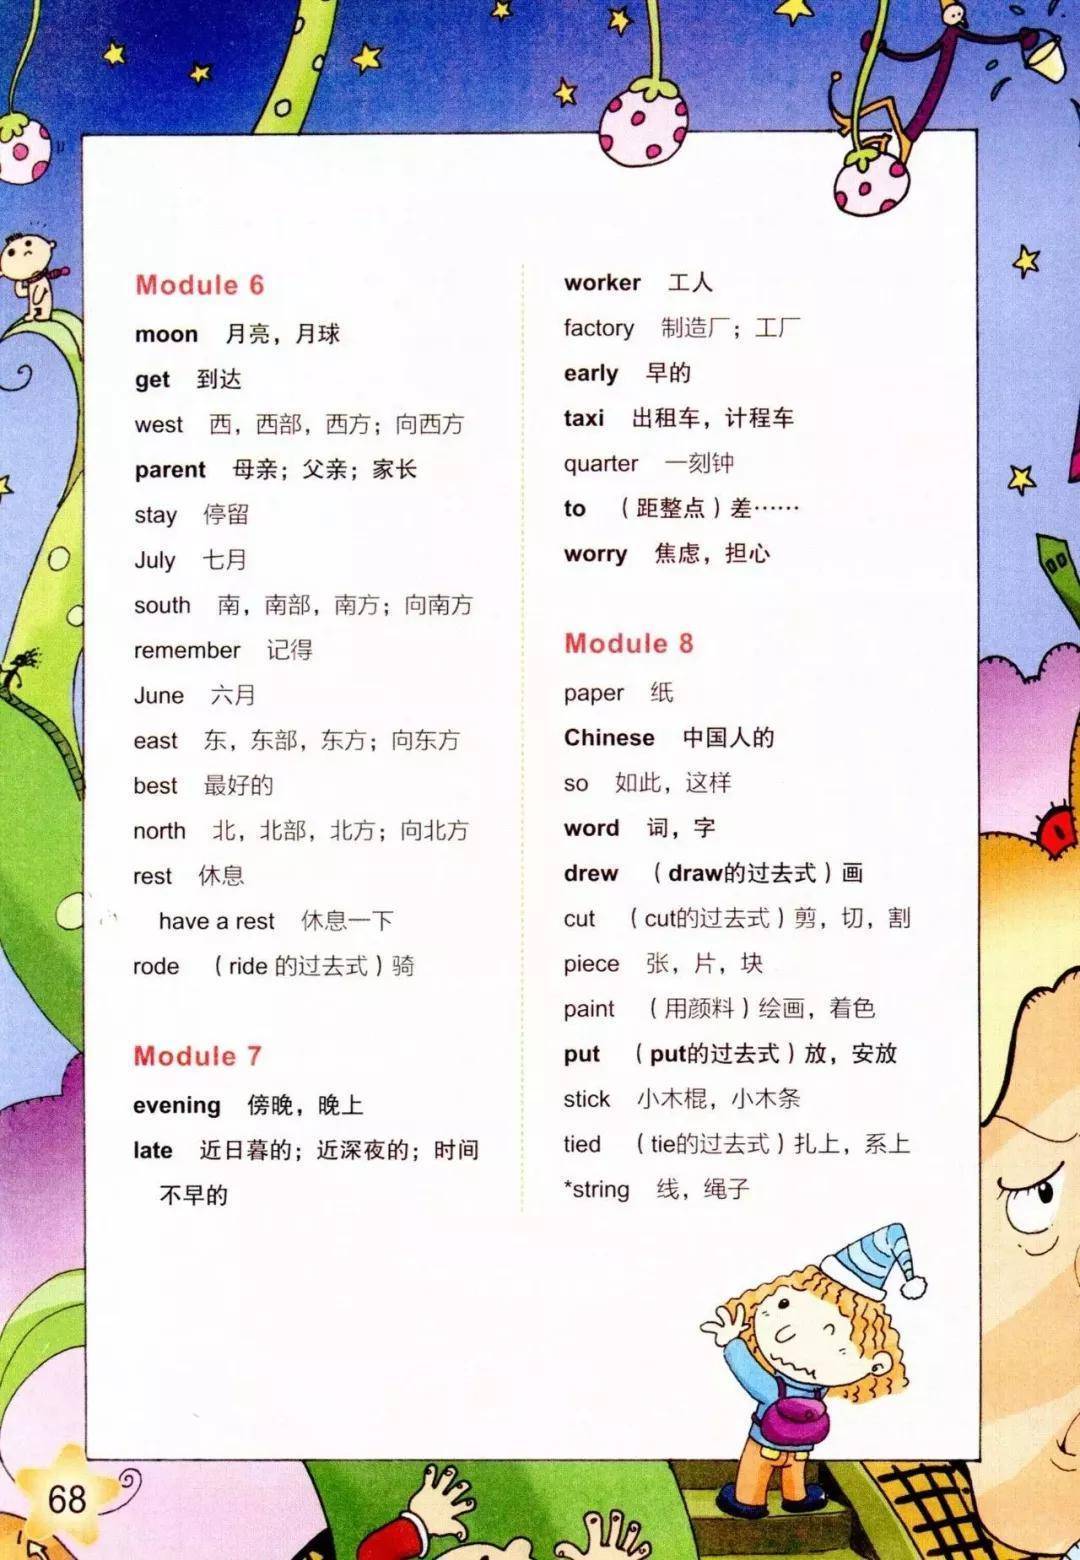 Module 6
moon 月亮，月球
get 到达
west 西，西部，西方；向西方
parent 母亲；父亲；家长
stay 停留
July 七月
south 南，南部，南方；向南方
remember 记得
June 六月
east 东，东部，东方；向东方
best 最好的
north 北，北部，北方；向北方
rest 休息
have a rest 休息一下
rode （ride 的过去式）骑
Module 7
evening 傍晚，晚上
late 近日暮的；近深夜的；时间
不早的
worker 工人
factory 制造厂；工厂
early 早的
taxi 出租车，计程车
quarter 一刻钟
to （距整点）差……
worry 焦虑，担心
Module 8
paper 纸
Chinese 中国人的
so 如此，这样
word 词，字
drew （draw的过去式）画
cut （cut的过去式）剪，切，割
piece 张，片，块
paint （用颜料）绘画，着色
put （put的过去式）放，安放
stick 小木棍，小木条
tied （tie的过去式）扎上，系上
*string 线，绳子
68